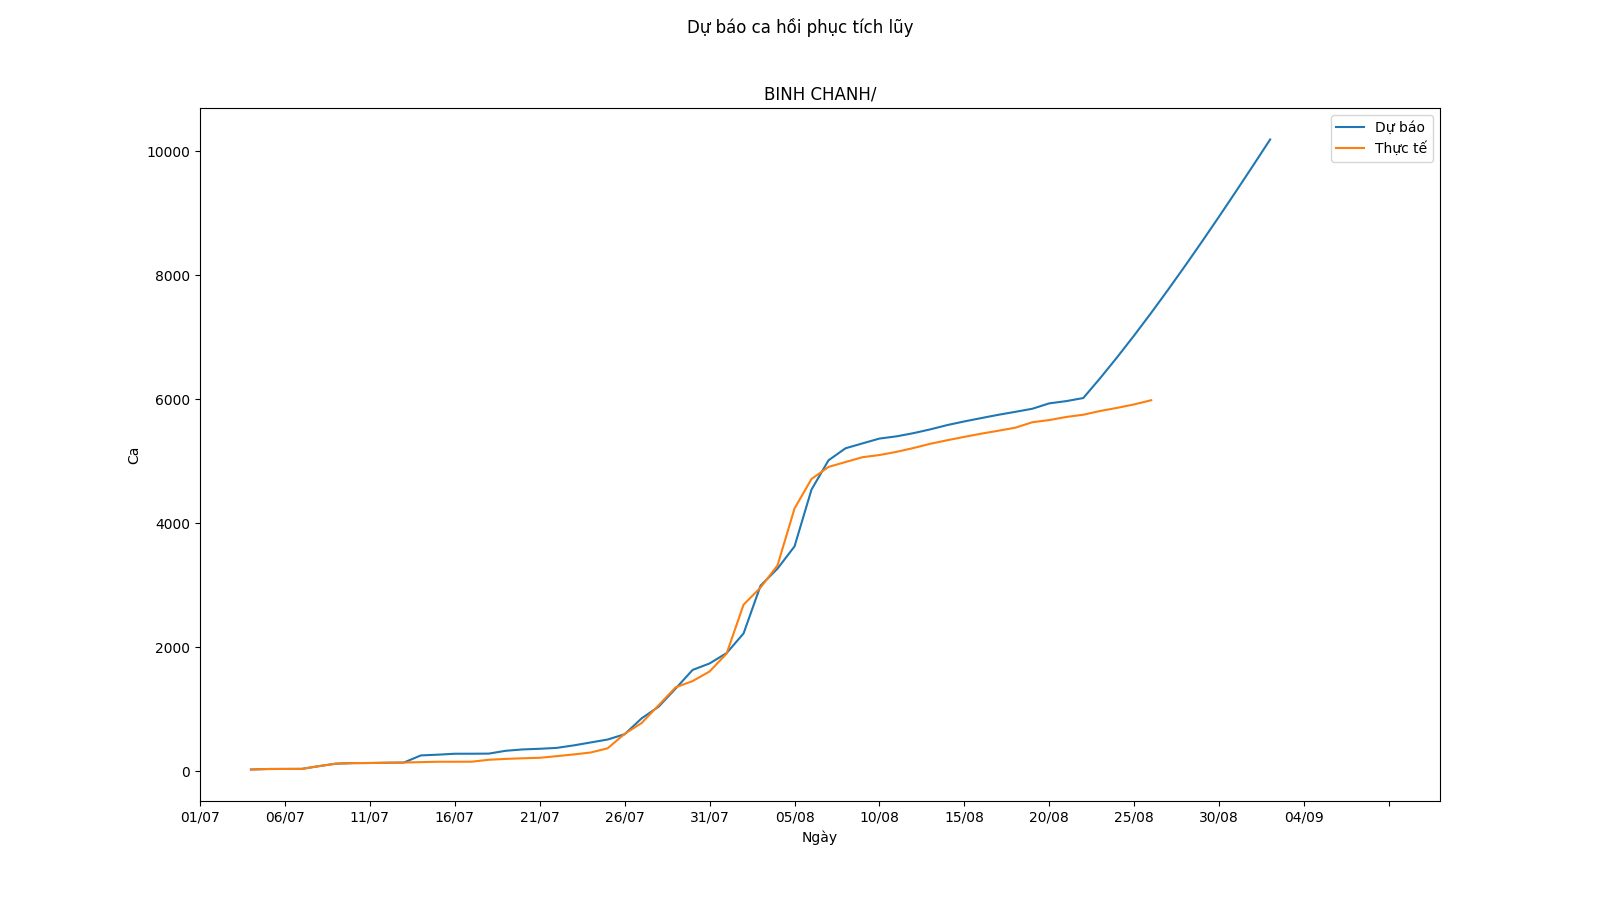 Dự báo ca hồi phục tích lũy
BINH CHANH/
Dự báo
Thực tế
10000
8000
6000
4000
2000
0
Ca
01/07 06/07 11/07 16/07 21/07 26/07 31/07 05/08 10/08 15/08 20/08 25/08 30/08 04/09
Ngày